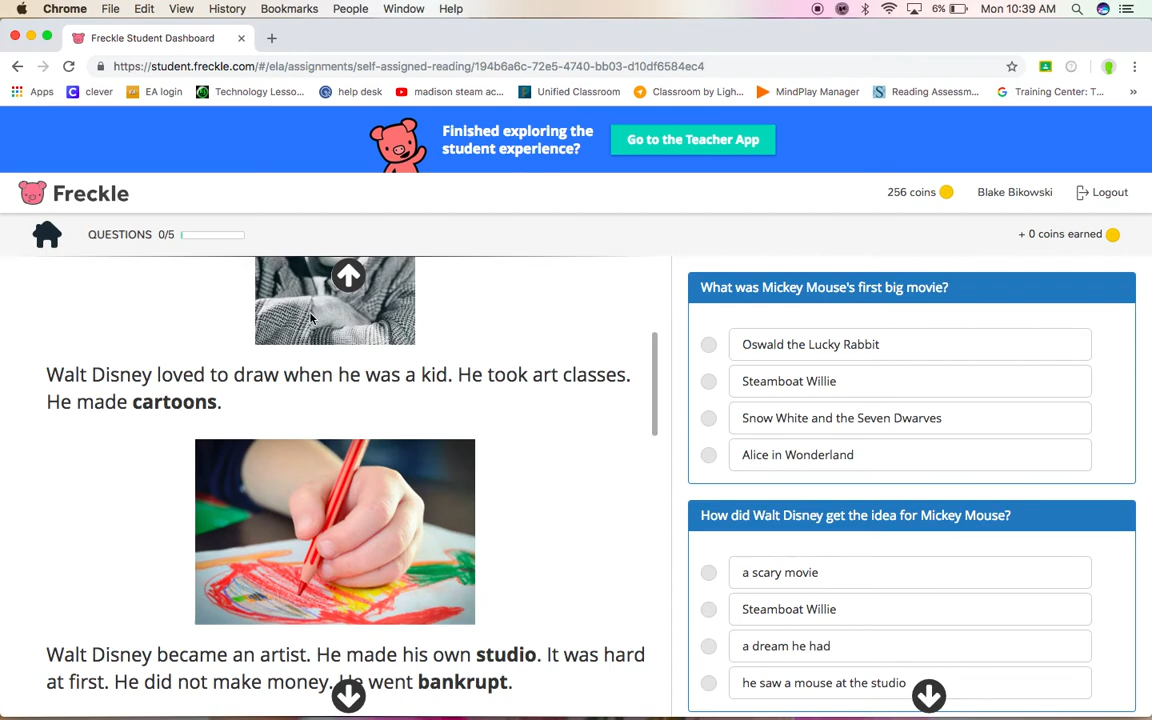 Chrome File Edit View History Bookmarks People Window Help 6% Mon 10:39 AM
Freckle Student Dashboard
https://student.freckle.com/#/ela/assignments/self-assigned-reading/194b6a6c-72e5-4740-bb03-d10df6584ec4
Apps clever EA login Technology Lesso... help desk madison steam ac... Unified Classroom Classroom by Ligh... MindPlay Manager Reading Assessm... Training Center: T... »
Finished exploring the
student experience?
Go to the Teacher App
Freckle
256 coins Blake Bikowski Logout
QUESTIONS 0/5
+ 0 coins earned
Walt Disney loved to draw when he was a kid. He took art classes.
He made cartoons.
Walt Disney became an artist. He made his own studio. It was hard
at first. He did not make money. He went bankrupt.
What was Mickey Mouse's first big movie?
Oswald the Lucky Rabbit
Steamboat Willie
Snow White and the Seven Dwarves
Alice in Wonderland
How did Walt Disney get the idea for Mickey Mouse?
a scary movie
Steamboat Willie
a dream he had
he saw a mouse at the studio